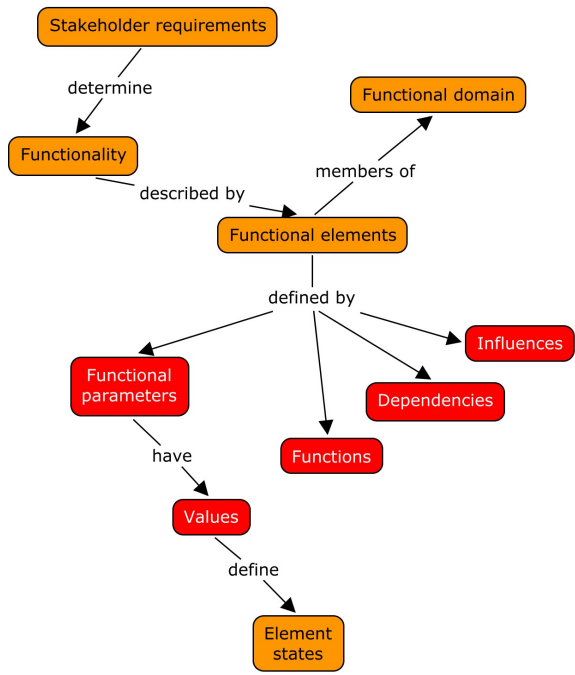 Stakeholder requirements
determine
Functional domain
Functionality
members of
described by
Functional elements
defined by
Influences
Functional
parameters
Dependencies
have
Functions
Values
define
Element
states